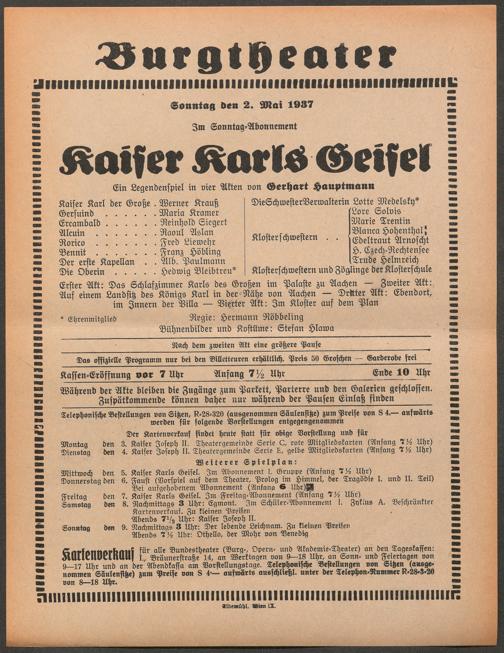 Burgtheater
Sonntag den 2. Mai 1937
Im Sonntag-Abonnement
Kaiser Karls Geisel
Ein Legendenspiel in vier Akten von Gerhart Hauptmann
Kaiser Karl der Große . Werner Krauß
Gersuind . . . . . Maria Kramer
Ercambald . . . . Reinhold Siegert
Alcuin . . . . . . Raoul Aslan
Rorico . . . . . . Fred Liewehr
Bennit . . . . . . Franz Höbling
Der erste Kapellan . . Alb. Paulmann
Die Oberin . . . . Hedwig Bleibtreu*
Die Schwester Verwalterin Lotte Medelsky*
Klosterschwestern . .
Lore Solvis
Marie Trentin
Blanca Hohenthal
Edeltraut Arnoscht
H. Czech-Rechtensee
Trude Helmreich
Klosterschwestern und Zöglinge der Klosterschule
Erster Akt: Das Schlafzimmer Karls des Großen im Palaste zu Aachen — Zweiter Akt:
Auf einem Landsitz des Königs Karl in der Nähe von Aachen — Dritter Akt: Ebendort,
im Innern der Villa — Vierter Akt: Im Kloster auf dem Plan
* Ehrenmitglied
Regie: Hermann Röbbeling
Bühnenbilder und Kostüme: Stefan Hlawa
Nach dem zweiten Akt eine größere Pause
Das offizielle Programm nur bei den Billetteuren erhältlich. Preis 50 Groschen — Garderobe frei
Kassen-Eröffnung vor 7 Uhr Anfang 7½ Uhr Ende 10 Uhr
Während der Akte bleiben die Zugänge zum Parkett, Parterre und den Galerien geschlossen.
Zuspätkommende können daher nur während der Pausen Einlaß finden
Telephonische Bestellungen von Sitzen, R-28-320 (ausgenommen Säulensitze) zum Preise von S 4.— aufwärts
werden für folgende Vorstellungen entgegengenommen
Der Kartenverkauf findet heute statt für obige Vorstellung und für
Montag den 3. Kaiser Joseph II. Theatergemeinde Serie C, rote Mitgliedskarten (Anfang 7½ Uhr)
Dienstag den 4. Kaiser Joseph II. Theatergemeinde Serie E, gelbe Mitgliedskarten (Anfang 7½ Uhr)
Weiterer Spielplan:
Mittwoch den 5. Kaiser Karls Geisel. Im Abonnement I. Gruppe (Anfang 7½ Uhr)
Donnerstag den 6. Faust (Vorspiel auf dem Theater, Prolog im Himmel, der Tragödie I. und II. Teil)
Bei aufgehobenem Abonnement (Anfang 6 Uhr)
Freitag den 7. Kaiser Karls Geisel. Im Freitag-Abonnement (Anfang 7½ Uhr)
Samstag den 8. Nachmittags 3 Uhr: Egmont. Im Schüler-Abonnement I. Zyklus A. Beschränkter
Kartenverkauf. Zu kleinen Preisen
Abends 7½ Uhr: Kaiser Joseph II.
Sonntag den 9. Nachmittags 3 Uhr: Der lebende Leichnam. Zu kleinen Preisen
Abends 7½ Uhr: Othello, der Mohr von Venedig
Kartenverkauf für alle Bundestheater (Burg-, Opern- und Akademie-Theater) an den Tageskassen:
I., Bräunerstraße 14, an Werktagen von 9—18 Uhr, an Sonn- und Feiertagen von
9—17 Uhr und an der Abendkassa am Vorstellungstage. Telephonische Bestellungen von Sitzen (ausge-
nommen Säulensitze) zum Preise von S 4·— aufwärts ausschließl. unter der Telephon-Nummer R-28-3-20
von 8—18 Uhr.
Elbemühl, Wien IX.